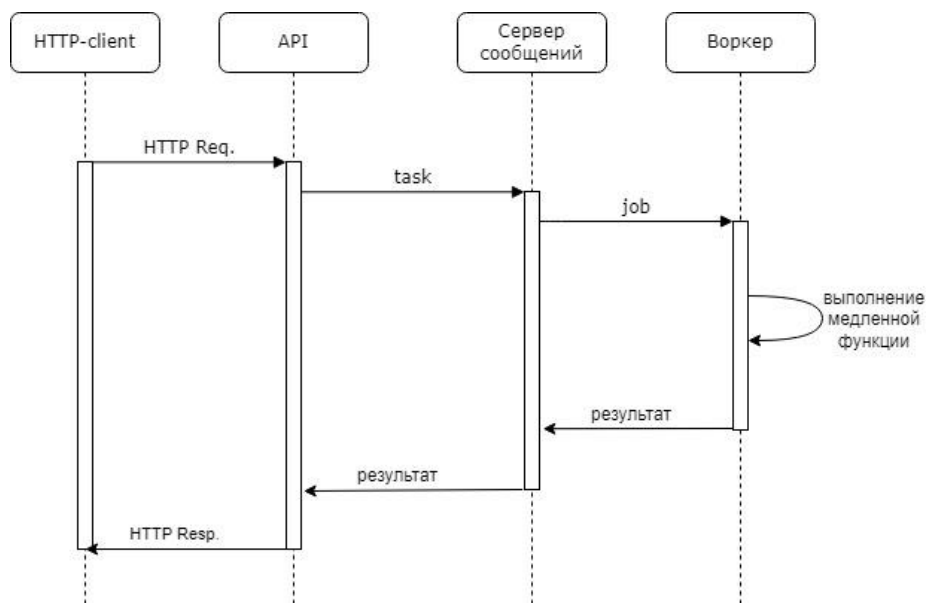 HTTP-client
API
Сервер
сообщений
Воркер
HTTP Req.
task
job
выполнение
медленной
функции
результат
результат
HTTP Resp.